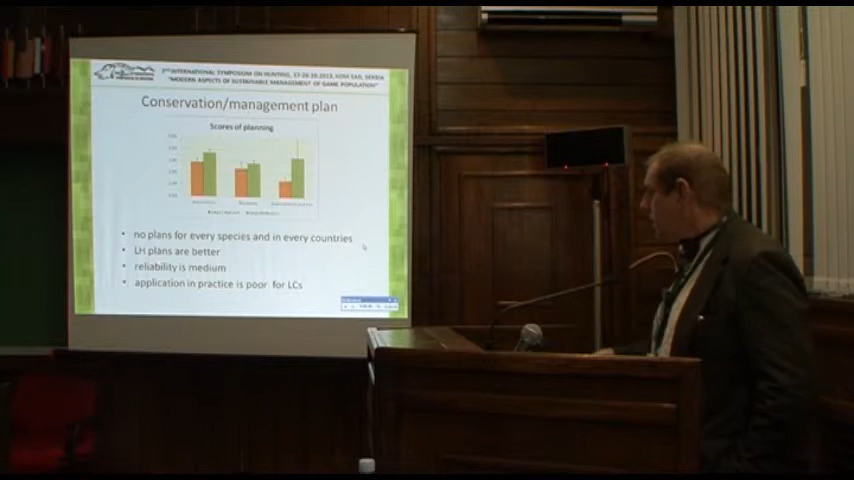 2ND INTERNATIONAL SYMPOSIUM ON HUNTING, 17-20.10.2013, NOVI SAD, SERBIA
"MODERN ASPECTS OF SUSTAINABLE MANAGEMENT OF GAME POPULATION"
Conservation/management plan
Scores of planning
• no plans for every species and in every countries
• LH plans are better
• reliability is medium
• application in practice is poor for LCs